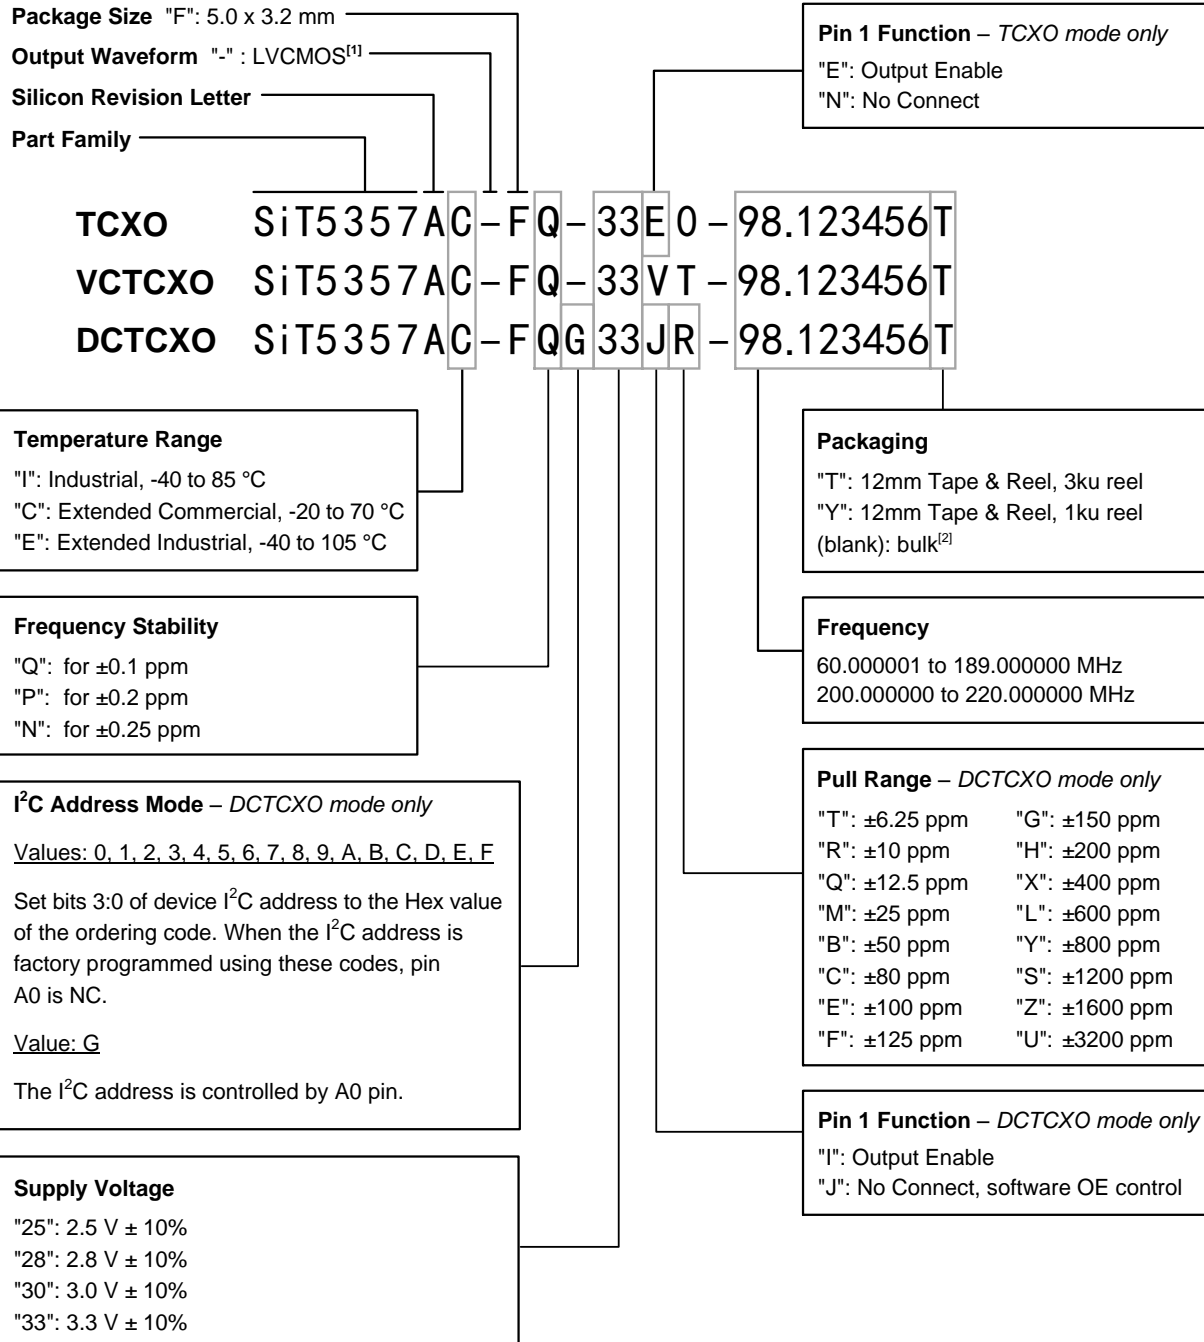 Package Size "F": 5.0 x 3.2 mm
Output Waveform "-" : LVCMOS[1]
Silicon Revision Letter
Part Family
Pin 1 Function – TCXO mode only
"E": Output Enable
"N": No Connect
TCXO SiT5357AC-FQ-33E0-98.123456T
VCTCXO SiT5357AC-FQ-33VT-98.123456T
DCTCXO SiT5357AC-FQG33JR-98.123456T
Temperature Range
"I": Industrial, -40 to 85 °C
"C": Extended Commercial, -20 to 70 °C
"E": Extended Industrial, -40 to 105 °C
Packaging
"T": 12mm Tape & Reel, 3ku reel
"Y": 12mm Tape & Reel, 1ku reel
(blank): bulk[2]
Frequency Stability
"Q": for ±0.1 ppm
"P": for ±0.2 ppm
"N": for ±0.25 ppm
Frequency
60.000001 to 189.000000 MHz
200.000000 to 220.000000 MHz
I2C Address Mode – DCTCXO mode only
Values: 0, 1, 2, 3, 4, 5, 6, 7, 8, 9, A, B, C, D, E, F
Set bits 3:0 of device I2C address to the Hex value
of the ordering code. When the I2C address is
factory programmed using these codes, pin
A0 is NC.
Value: G
The I2C address is controlled by A0 pin.
Pull Range – DCTCXO mode only
"T": ±6.25 ppm "G": ±150 ppm
"R": ±10 ppm "H": ±200 ppm
"Q": ±12.5 ppm "X": ±400 ppm
"M": ±25 ppm "L": ±600 ppm
"B": ±50 ppm "Y": ±800 ppm
"C": ±80 ppm "S": ±1200 ppm
"E": ±100 ppm "Z": ±1600 ppm
"F": ±125 ppm "U": ±3200 ppm
Pin 1 Function – DCTCXO mode only
"I": Output Enable
"J": No Connect, software OE control
Supply Voltage
"25": 2.5 V ± 10%
"28": 2.8 V ± 10%
"30": 3.0 V ± 10%
"33": 3.3 V ± 10%